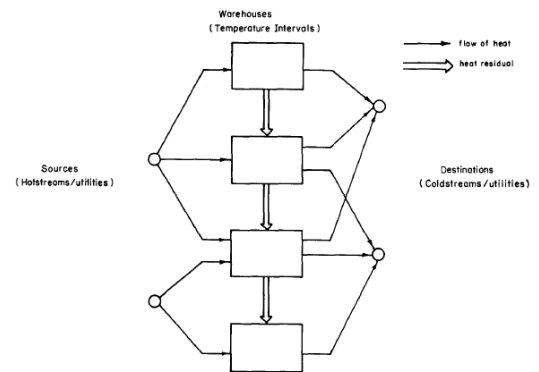 Warehouses
(Temperature Intervals)
flow of heat
heat residual
Sources
(Hotstreams/utilities)
Destinations
(Coldstreams/utilities)